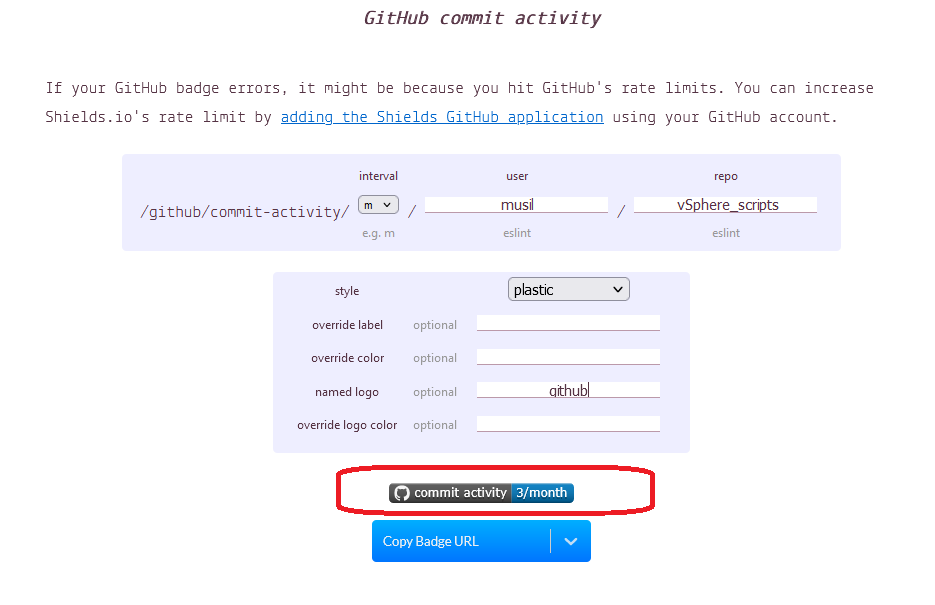 GitHub commit activity
If your GitHub badge errors, it might be because you hit GitHub's rate limits. You can increase
Shields.io's rate limit by adding the Shields GitHub application using your GitHub account.
interval user repo
/github/commit-activity/ m / musil / vSphere_scripts
e.g. m eslint eslint
style plastic
override label optional
override color optional
named logo optional github
override logo color optional
commit activity 3/month
Copy Badge URL